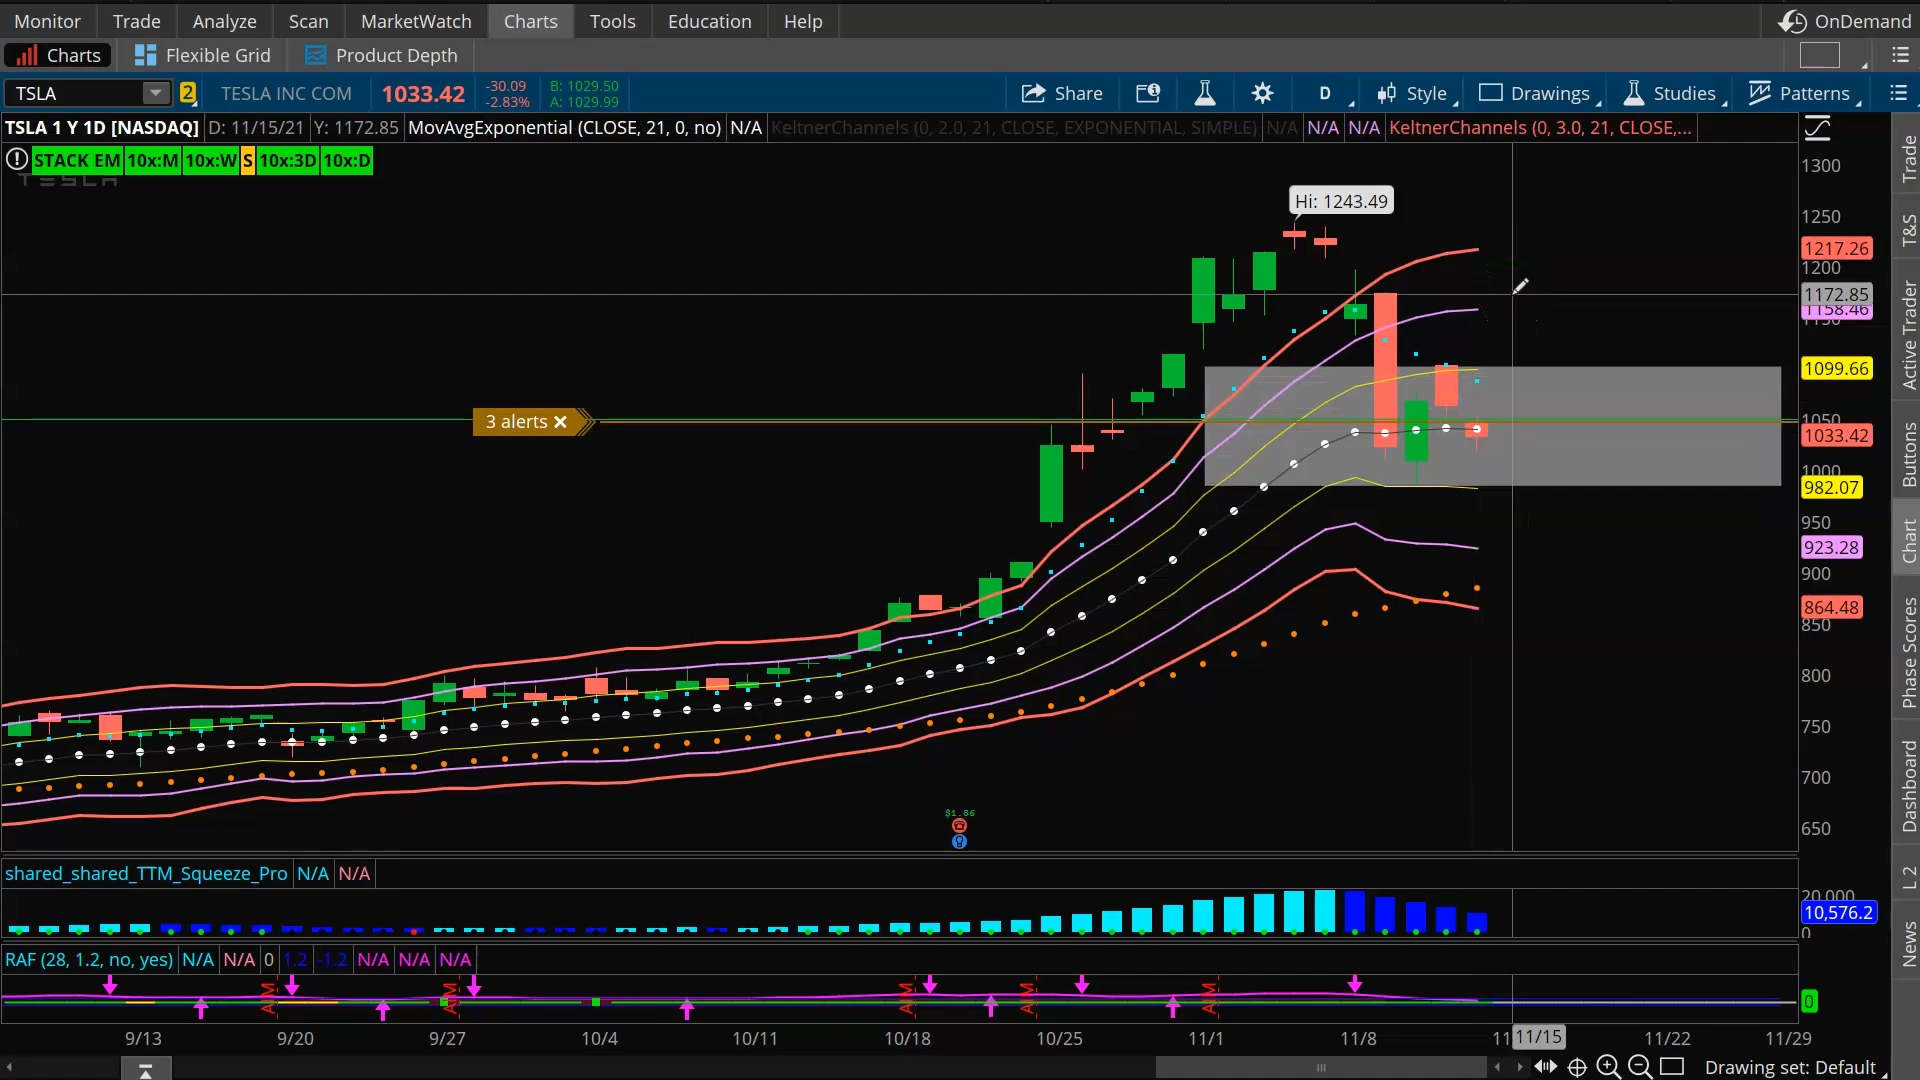 Monitor Trade Analyze Scan MarketWatch Charts Tools Education Help OnDemand
Charts Flexible Grid Product Depth
TSLA 2 TESLA INC COM 1033.42 -30.09 -2.83% B: 1029.50 A: 1029.99 Share D Style Drawings Studies Patterns
TSLA 1 Y 1D [NASDAQ] D: 11/15/21 Y: 1172.85 MovAvgExponential (CLOSE, 21, 0, no) N/A KeltnerChannels (0, 2.0, 21, CLOSE, EXPONENTIAL, SIMPLE) N/A N/A N/A KeltnerChannels (0, 3.0, 21, CLOSE,...
STACK EM 10x:M 10x:W S 10x:3D 10x:D
TESLA
Hi: 1243.49
3 alerts
1300
1250
1217.26
1200
1172.85
1158.46
1150
1099.66
1050
1033.42
1000
982.07
950
923.28
900
864.48
850
800
750
700
650
$1.86
shared_shared_TTM_Squeeze_Pro N/A N/A
20,000
10,576.2
0
RAF (28, 1.2, no, yes) N/A N/A 0 1.2 -1.2 N/A N/A N/A
AIM AIM AIM AIM AIM
0
9/13 9/20 9/27 10/4 10/11 10/18 10/25 11/1 11/8 11/15 11/22 11/29
Drawing set: Default
Trade
T&S
Active Trader
Buttons
Chart
Phase Scores
Dashboard
L 2
News